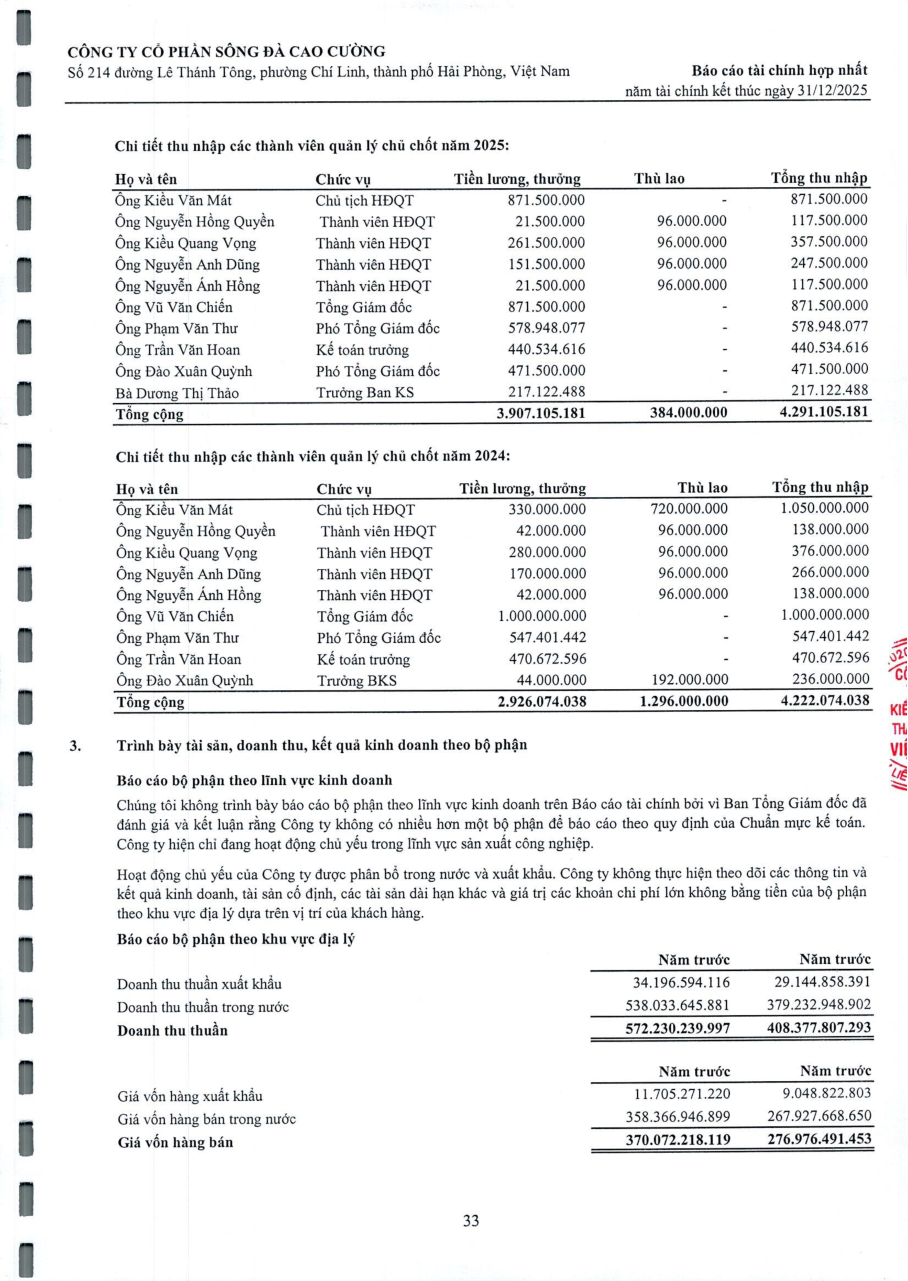 CÔNG TY CỔ PHẦN SÔNG ĐÀ CAO CƯỜNG
Số 214 đường Lê Thánh Tông, phường Chí Linh, thành phố Hải Phòng, Việt Nam Báo cáo tài chính hợp nhất
năm tài chính kết thúc ngày 31/12/2025
Chi tiết thu nhập các thành viên quản lý chủ chốt năm 2025:
Họ và tên Chức vụ Tiền lương, thưởng Thù lao Tổng thu nhập
Ông Kiều Văn Mát Chủ tịch HĐQT 871.500.000 - 871.500.000
Ông Nguyễn Hồng Quyền Thành viên HĐQT 21.500.000 96.000.000 117.500.000
Ông Kiều Quang Vọng Thành viên HĐQT 261.500.000 96.000.000 357.500.000
Ông Nguyễn Anh Dũng Thành viên HĐQT 151.500.000 96.000.000 247.500.000
Ông Nguyễn Ánh Hồng Thành viên HĐQT 21.500.000 96.000.000 117.500.000
Ông Vũ Văn Chiến Tổng Giám đốc 871.500.000 - 871.500.000
Ông Phạm Văn Thư Phó Tổng Giám đốc 578.948.077 - 578.948.077
Ông Trần Văn Hoan Kế toán trưởng 440.534.616 - 440.534.616
Ông Đào Xuân Quỳnh Phó Tổng Giám đốc 471.500.000 - 471.500.000
Bà Dương Thị Thảo Trưởng Ban KS 217.122.488 - 217.122.488
Tổng cộng 3.907.105.181 384.000.000 4.291.105.181
Chi tiết thu nhập các thành viên quản lý chủ chốt năm 2024:
Họ và tên Chức vụ Tiền lương, thưởng Thù lao Tổng thu nhập
Ông Kiều Văn Mát Chủ tịch HĐQT 330.000.000 720.000.000 1.050.000.000
Ông Nguyễn Hồng Quyền Thành viên HĐQT 42.000.000 96.000.000 138.000.000
Ông Kiều Quang Vọng Thành viên HĐQT 280.000.000 96.000.000 376.000.000
Ông Nguyễn Anh Dũng Thành viên HĐQT 170.000.000 96.000.000 266.000.000
Ông Nguyễn Ánh Hồng Thành viên HĐQT 42.000.000 96.000.000 138.000.000
Ông Vũ Văn Chiến Tổng Giám đốc 1.000.000.000 - 1.000.000.000
Ông Phạm Văn Thư Phó Tổng Giám đốc 547.401.442 - 547.401.442
Ông Trần Văn Hoan Kế toán trưởng 470.672.596 - 470.672.596
Ông Đào Xuân Quỳnh Trưởng BKS 44.000.000 192.000.000 236.000.000
Tổng cộng 2.926.074.038 1.296.000.000 4.222.074.038
3. Trình bày tài sản, doanh thu, kết quả kinh doanh theo bộ phận
Báo cáo bộ phận theo lĩnh vực kinh doanh
Chúng tôi không trình bày báo cáo bộ phận theo lĩnh vực kinh doanh trên Báo cáo tài chính bởi vì Ban Tổng Giám đốc đã
đánh giá và kết luận rằng Công ty không có nhiều hơn một bộ phận để báo cáo theo quy định của Chuẩn mực kế toán.
Công ty hiện chỉ đang hoạt động chủ yếu trong lĩnh vực sản xuất công nghiệp.
Hoạt động chủ yếu của Công ty được phân bổ trong nước và xuất khẩu. Công ty không thực hiện theo dõi các thông tin và
kết quả kinh doanh, tài sản cố định, các tài sản dài hạn khác và giá trị các khoản chi phí lớn không bằng tiền của bộ phận
theo khu vực địa lý dựa trên vị trí của khách hàng.
Báo cáo bộ phận theo khu vực địa lý
Năm trước Năm trước
Doanh thu thuần xuất khẩu 34.196.594.116 29.144.858.391
Doanh thu thuần trong nước 538.033.645.881 379.232.948.902
Doanh thu thuần 572.230.239.997 408.377.807.293
Năm trước Năm trước
Giá vốn hàng xuất khẩu 11.705.271.220 9.048.822.803
Giá vốn hàng bán trong nước 358.366.946.899 267.927.668.650
Giá vốn hàng bán 370.072.218.119 276.976.491.453
33